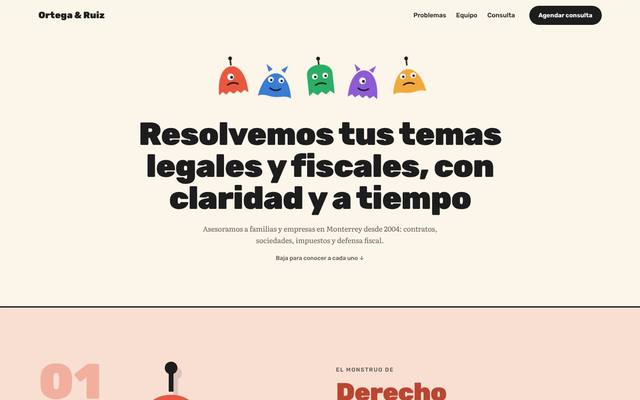 Ortega & Ruiz
Problemas Equipo Consulta Agendar consulta
Resolvemos tus temas
legales y fiscales, con
claridad y a tiempo
Asesoramos a familias y empresas en Monterrey desde 2004: contratos,
sociedades, impuestos y defensa fiscal.
Baja para conocer a cada uno ↓
01
EL MONSTRUO DE
Derecho